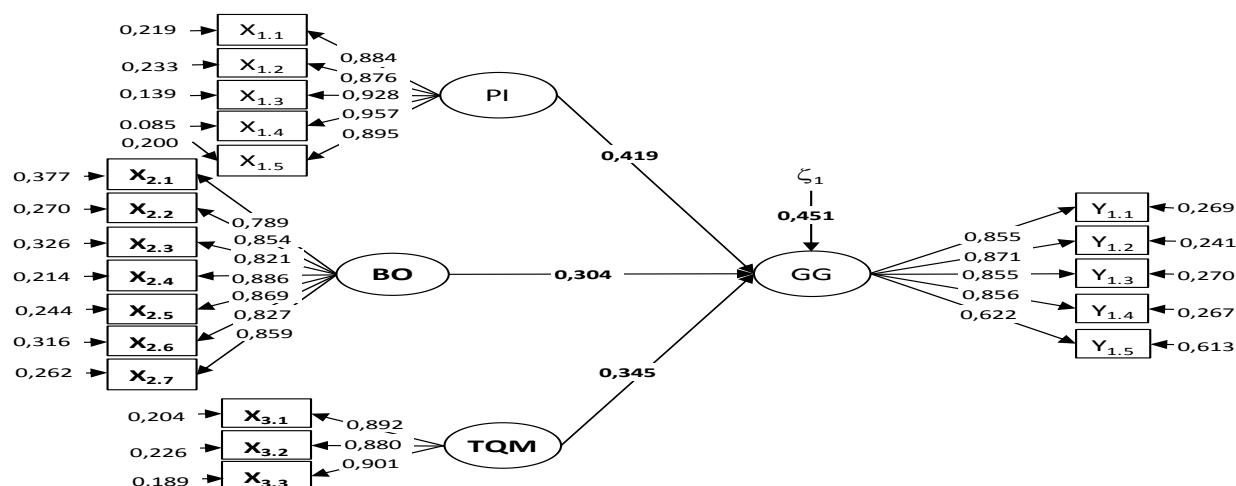 0,219 X1.1 0,884
0,233 X1.2 0,876
0,139 X1.3 0,928 PI
0.085 X1.4 0,957
0,200 X1.5 0,895
0,419
0,377 X2.1 0,789
0,270 X2.2 0,854
0,326 X2.3 0,821
0,214 X2.4 0,886 BO 0,304
0,244 X2.5 0,869
0,316 X2.6 0,827
0,262 X2.7 0,859
ζ1
0,451
GG
0,855 Y1.1 0,269
0,871 Y1.2 0,241
0,855 Y1.3 0,270
0,856 Y1.4 0,267
0,622 Y1.5 0,613
0,345
0,204 X3.1 0,892
0,226 X3.2 0,880 TQM
0,189 X3.3 0,901